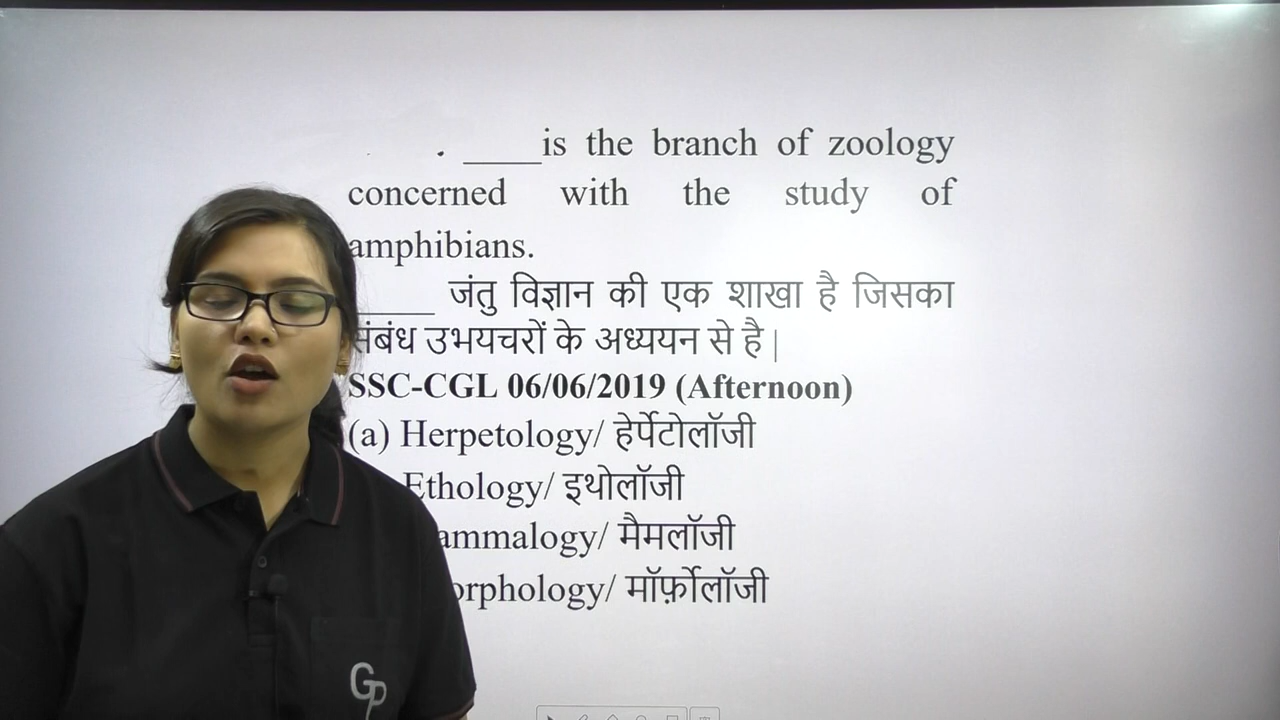 . ____is the branch of zoology
concerned with the study of
amphibians.
_____ जंतु विज्ञान की एक शाखा है जिसका
संबंध उभयचरों के अध्ययन से है |
SSC-CGL 06/06/2019 (Afternoon)
(a) Herpetology/ हेर्पेटोलॉजी
Ethology/ इथोलॉजी
ammalogy/ मैमलॉजी
orphology/ मॉर्फ़ोलॉजी
GP